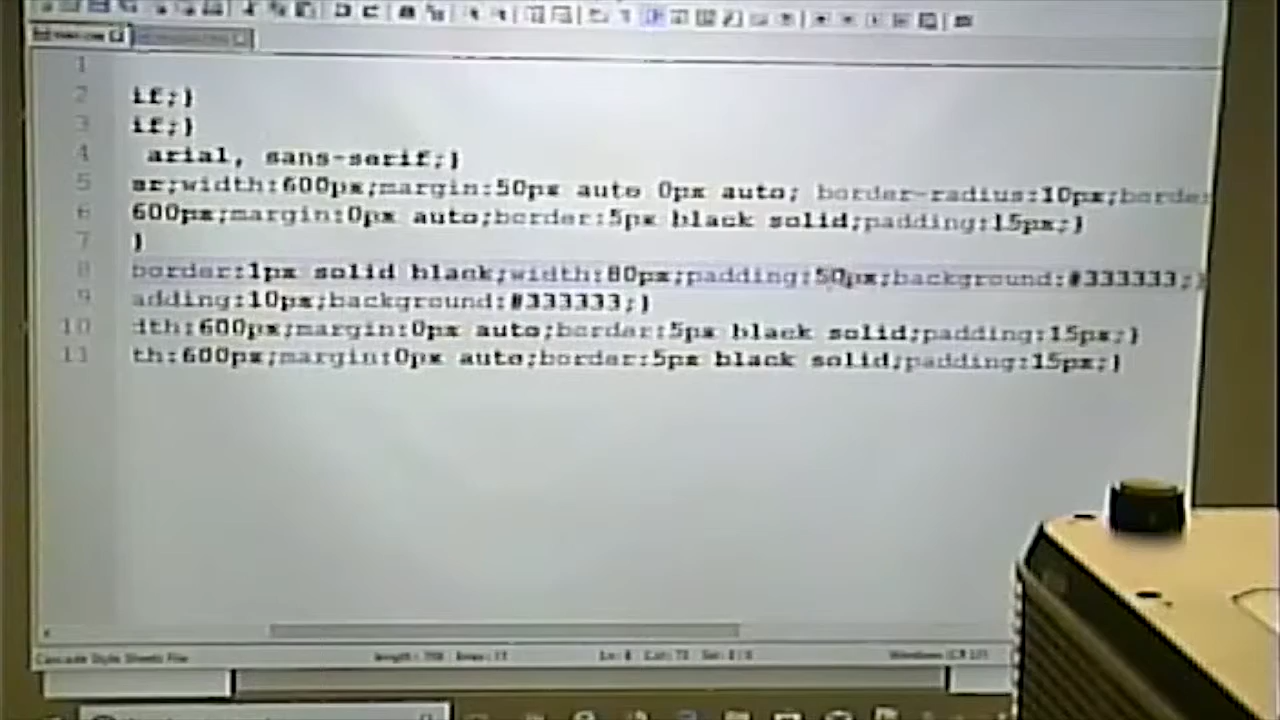 1
2 if;}
3 if;}
4 arial, sans-serif;}
5 er;width:600px;margin:50px auto 0px auto; border-radius:10px;border
6 600px;margin:0px auto;border:5px black solid;padding:15px;}
7 }
8 border:1px solid black;width:80px;padding:50px;background:#333333;}
9 adding:10px;background:#333333;}
10 dth:600px;margin:0px auto;border:5px black solid;padding:15px;}
11 th:600px;margin:0px auto;border:5px black solid;padding:15px;}
Cascade Style Sheets File